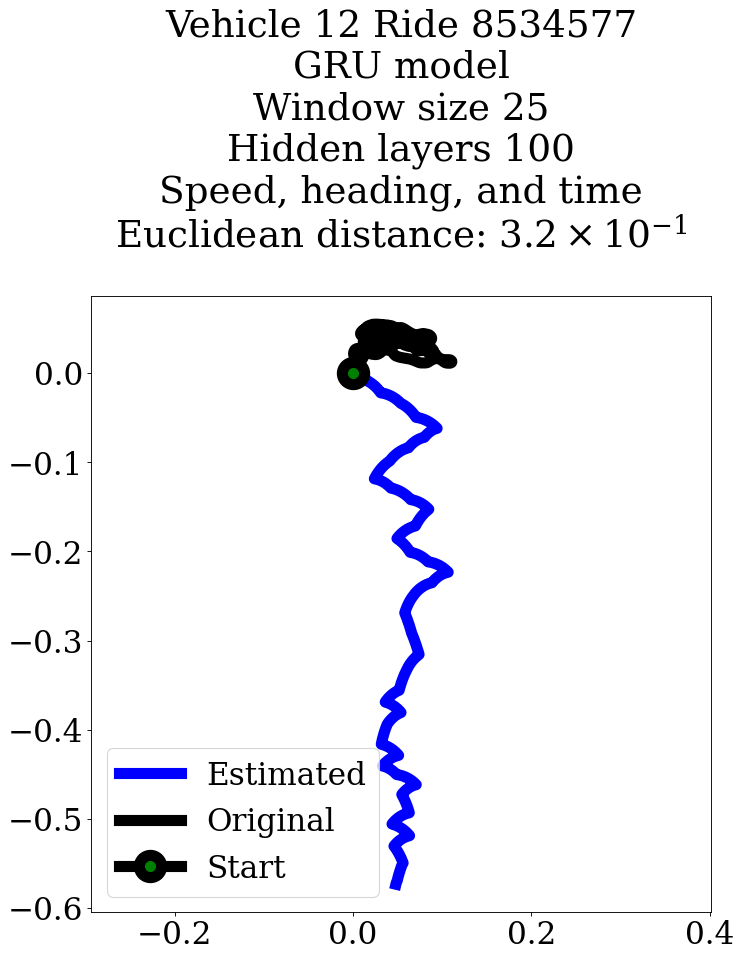 Vehicle 12 Ride 8534577
GRU model
Window size 25
Hidden layers 100
Speed, heading, and time
Euclidean distance: 3.2 × 10⁻¹
0.0
−0.1
−0.2
−0.3
−0.4
−0.5
−0.6
Estimated
Original
Start
−0.2 0.0 0.2 0.4